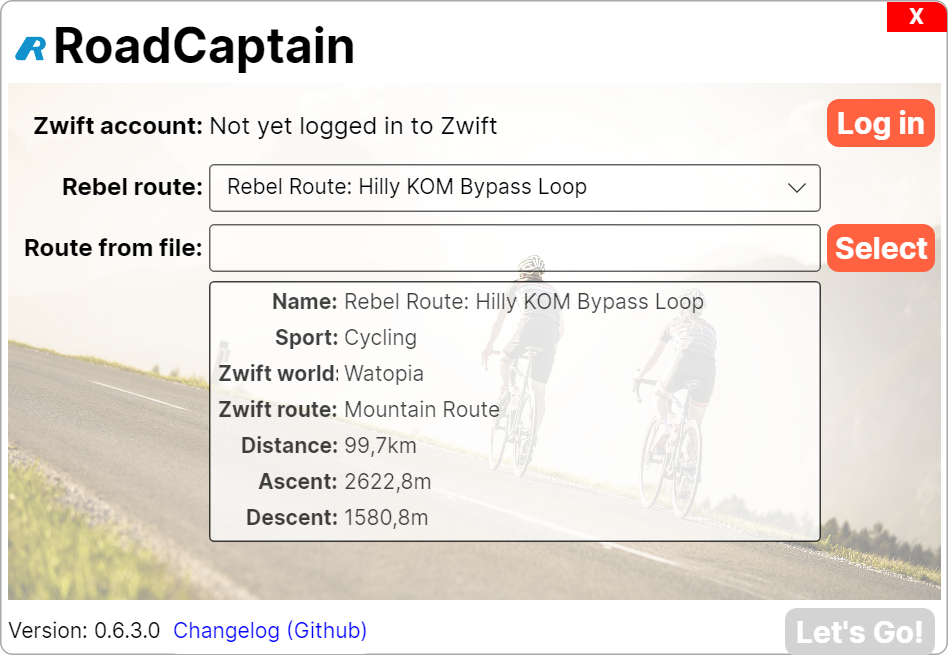 X
RoadCaptain
Zwift account: Not yet logged in to Zwift Log in
Rebel route: Rebel Route: Hilly KOM Bypass Loop
Route from file: Select
Name: Rebel Route: Hilly KOM Bypass Loop
Sport: Cycling
Zwift world: Watopia
Zwift route: Mountain Route
Distance: 99,7km
Ascent: 2622,8m
Descent: 1580,8m
Version: 0.6.3.0 Changelog (Github) Let's Go!